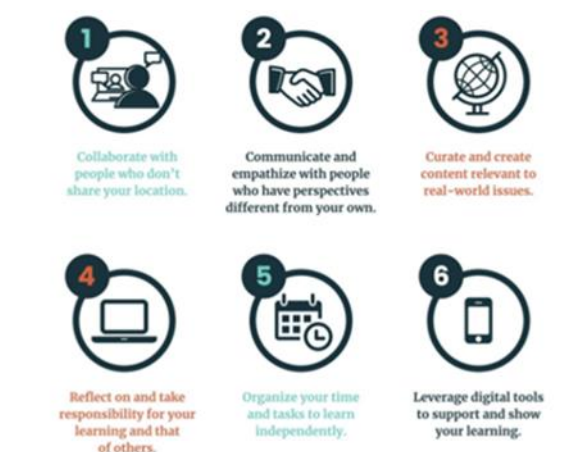 1
Collaborate with
people who don't
share your location.
2
Communicate and
empathize with people
who have perspectives
different from your own.
3
Curate and create
content relevant to
real-world issues.
4
Reflect on and take
responsibility for your
learning and that
of others.
5
Organize your time
and tasks to learn
independently.
6
Leverage digital tools
to support and show
your learning.